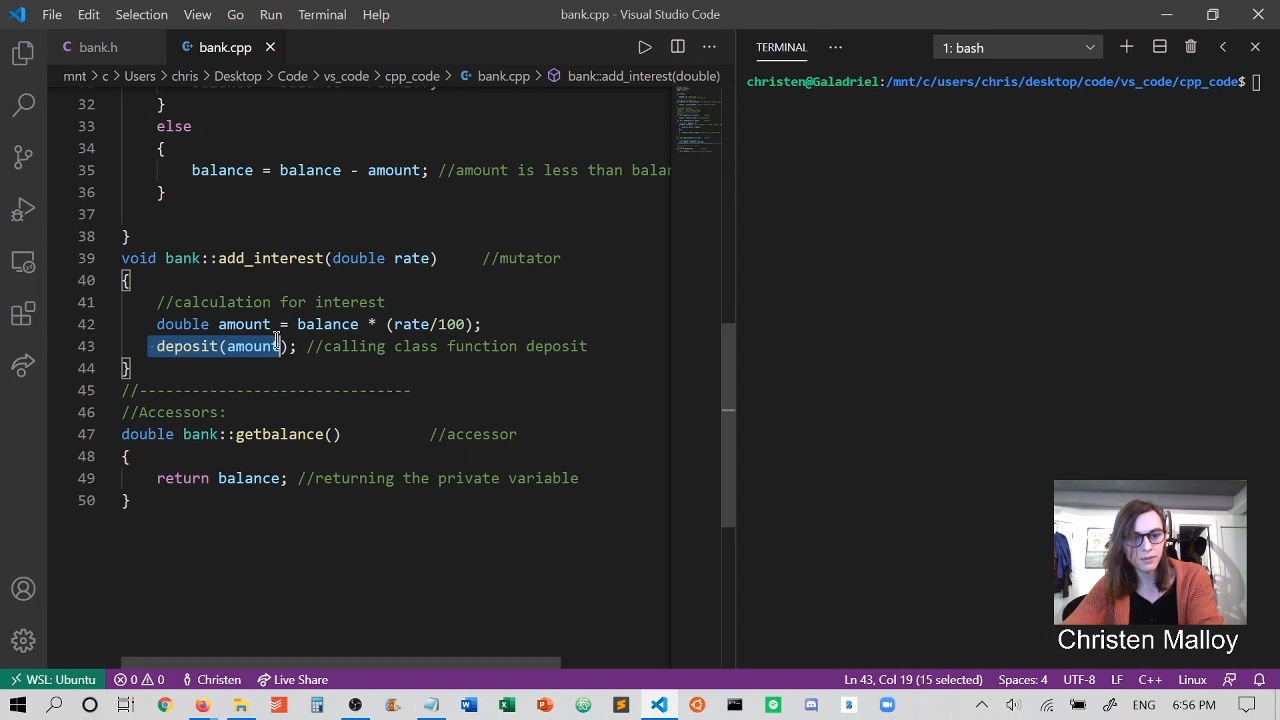 File Edit Selection View Go Run Terminal Help
bank.cpp - Visual Studio Code
bank.h
bank.cpp
TERMINAL
1: bash
mnt > c > Users > chris > Desktop > Code > vs_code > cpp_code > bank.cpp > bank::add_interest(double)
christen@Galadriel:/mnt/c/users/chris/desktop/code/vs_code/cpp_code$
32 }
33 else
34 {
35 balance = balance - amount; //amount is less than balan
36 }
37
38 }
39 void bank::add_interest(double rate) //mutator
40 {
41 //calculation for interest
42 double amount = balance * (rate/100);
43 deposit(amount); //calling class function deposit
44 }
45 //-------------------------------
46 //Accessors:
47 double bank::getbalance() //accessor
48 {
49 return balance; //returning the private variable
50 }
Christen Malloy
WSL: Ubuntu 0 0 Christen Live Share Ln 43, Col 19 (15 selected) Spaces: 4 UTF-8 LF C++ Linux
5:56 PM